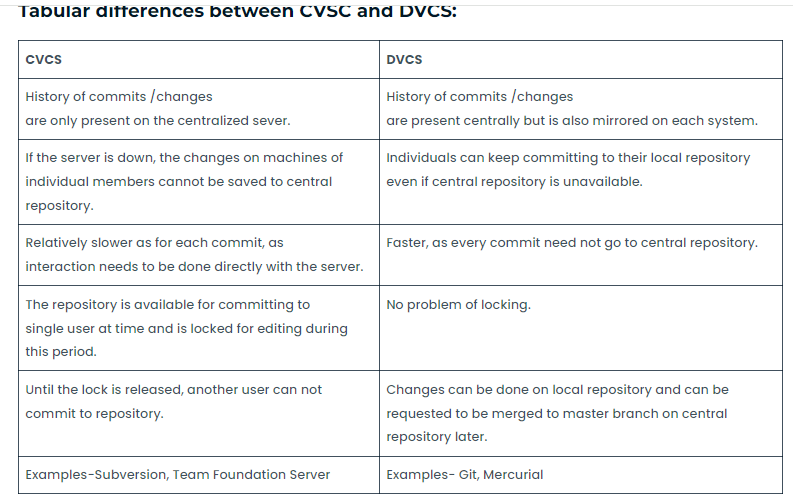 Tabular differences between CVSC and DVCS:
CVCS
DVCS
History of commits /changes
are only present on the centralized sever.
History of commits /changes
are present centrally but is also mirrored on each system.
If the server is down, the changes on machines of
individual members cannot be saved to central
repository.
Individuals can keep committing to their local repository
even if central repository is unavailable.
Relatively slower as for each commit, as
interaction needs to be done directly with the server.
Faster, as every commit need not go to central repository.
The repository is available for committing to
single user at time and is locked for editing during
this period.
No problem of locking.
Until the lock is released, another user can not
commit to repository.
Changes can be done on local repository and can be
requested to be merged to master branch on central
repository later.
Examples-Subversion, Team Foundation Server
Examples- Git, Mercurial